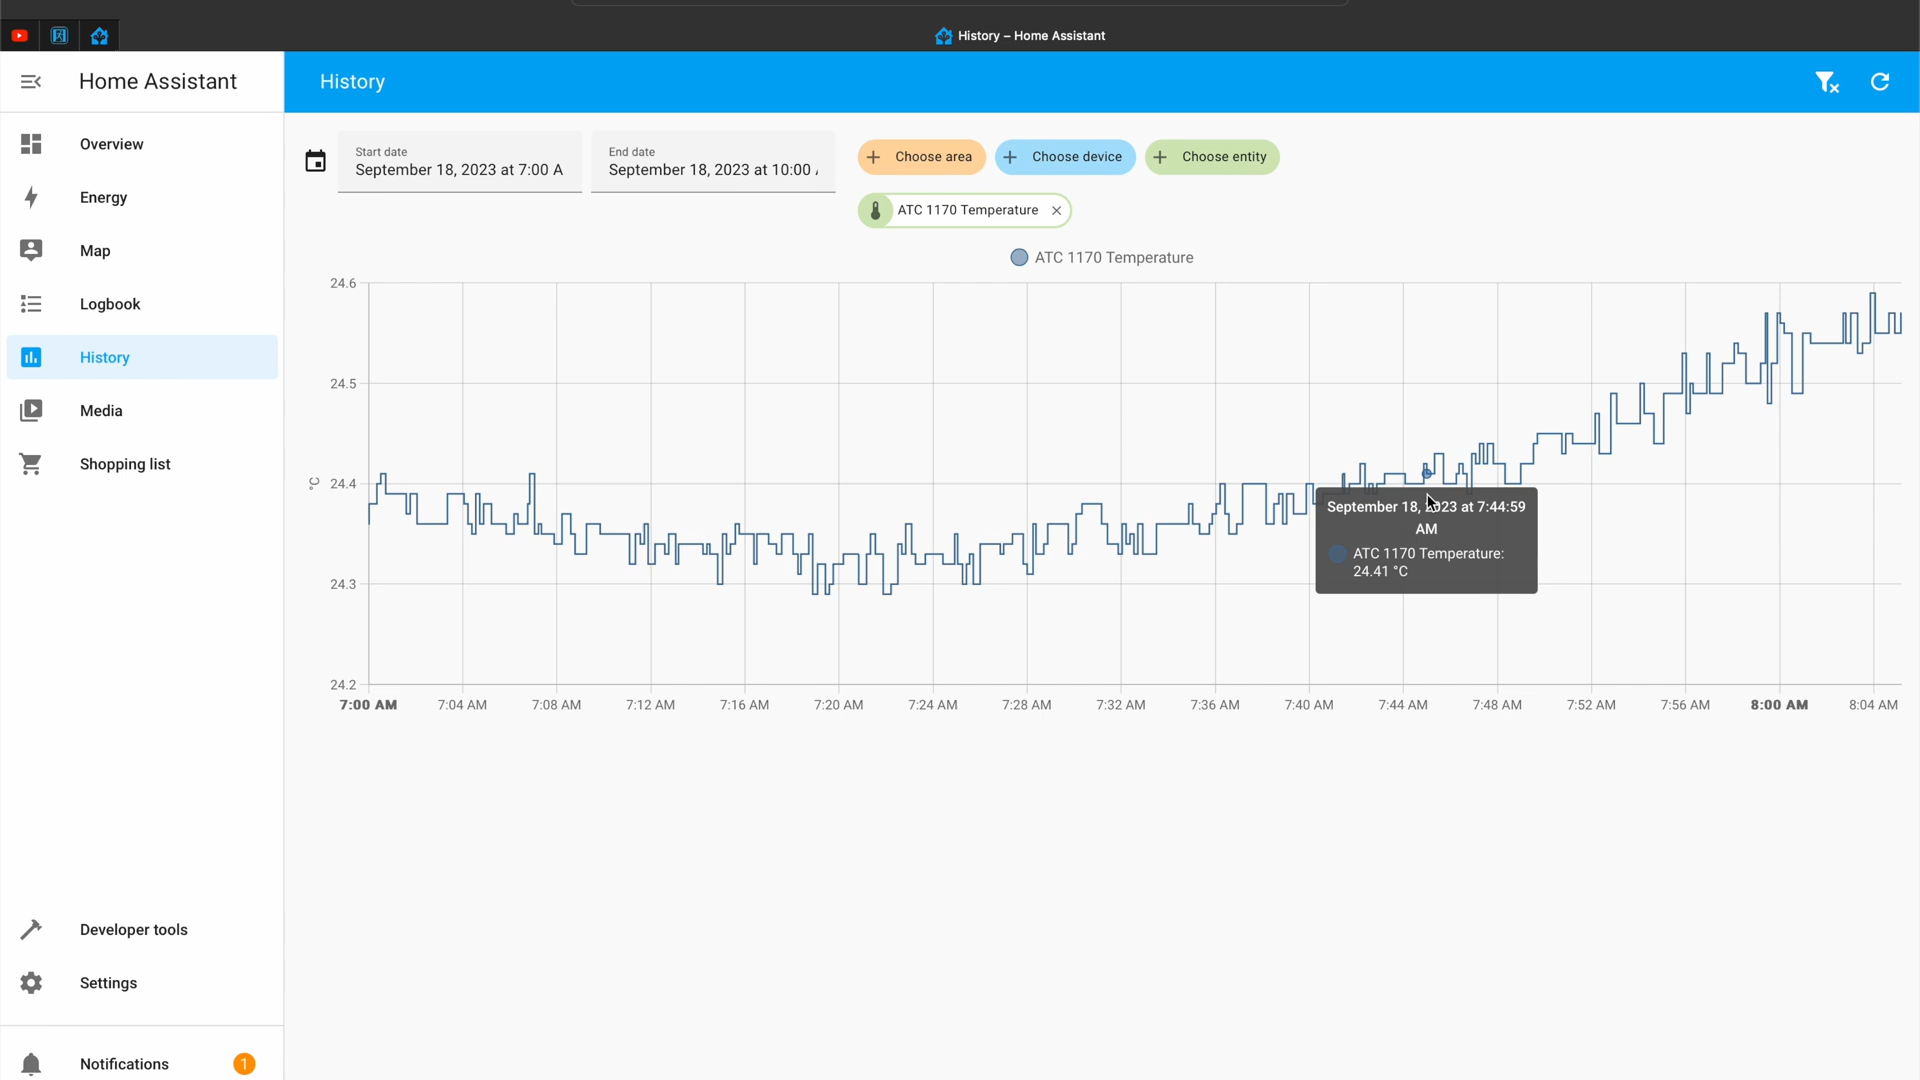 History – Home Assistant
Home Assistant
History
Overview
Energy
Map
Logbook
History
Media
Shopping list
Developer tools
Settings
Notifications 1
Start date
September 18, 2023 at 7:00 A
End date
September 18, 2023 at 10:00
Choose area
Choose device
Choose entity
ATC 1170 Temperature
ATC 1170 Temperature
°C
24.6
24.5
24.4
24.3
24.2
September 18, 2023 at 7:44:59
AM
ATC 1170 Temperature:
24.41 °C
7:00 AM 7:04 AM 7:08 AM 7:12 AM 7:16 AM 7:20 AM 7:24 AM 7:28 AM 7:32 AM 7:36 AM 7:40 AM 7:44 AM 7:48 AM 7:52 AM 7:56 AM 8:00 AM 8:04 AM